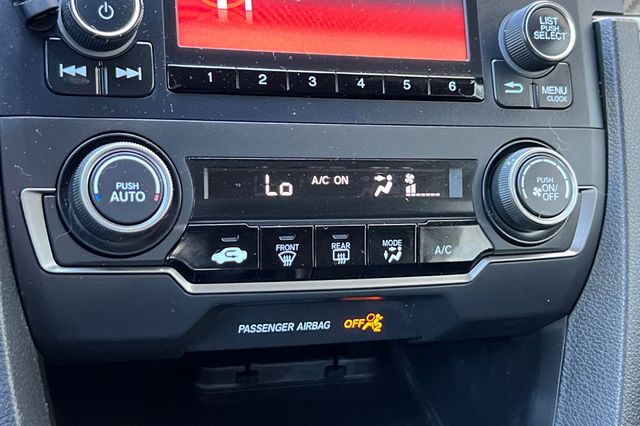 LIST
PUSH
SELECT
1 2 3 4 5 6
MENU
CLOCK
PUSH
AUTO
Lo A/C ON
PUSH
ON/OFF
FRONT
REAR
MODE
A/C
PASSENGER AIRBAG OFF
2